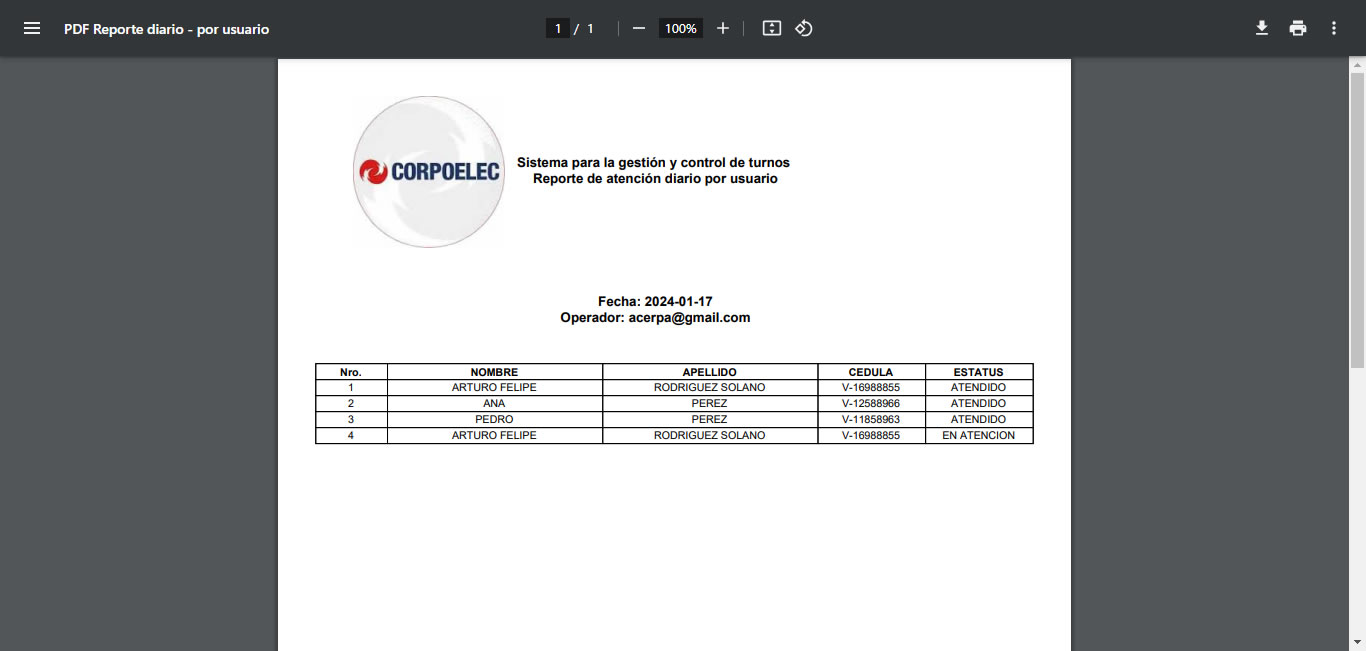 PDF Reporte diario - por usuario 1 / 1 100%
CORPOELEC
Sistema para la gestión y control de turnos
Reporte de atención diario por usuario
Fecha: 2024-01-17
Operador: acerpa@gmail.com
Nro. NOMBRE APELLIDO CEDULA ESTATUS
1 ARTURO FELIPE RODRIGUEZ SOLANO V-16988855 ATENDIDO
2 ANA PEREZ V-12588966 ATENDIDO
3 PEDRO PEREZ V-11858963 ATENDIDO
4 ARTURO FELIPE RODRIGUEZ SOLANO V-16988855 EN ATENCION